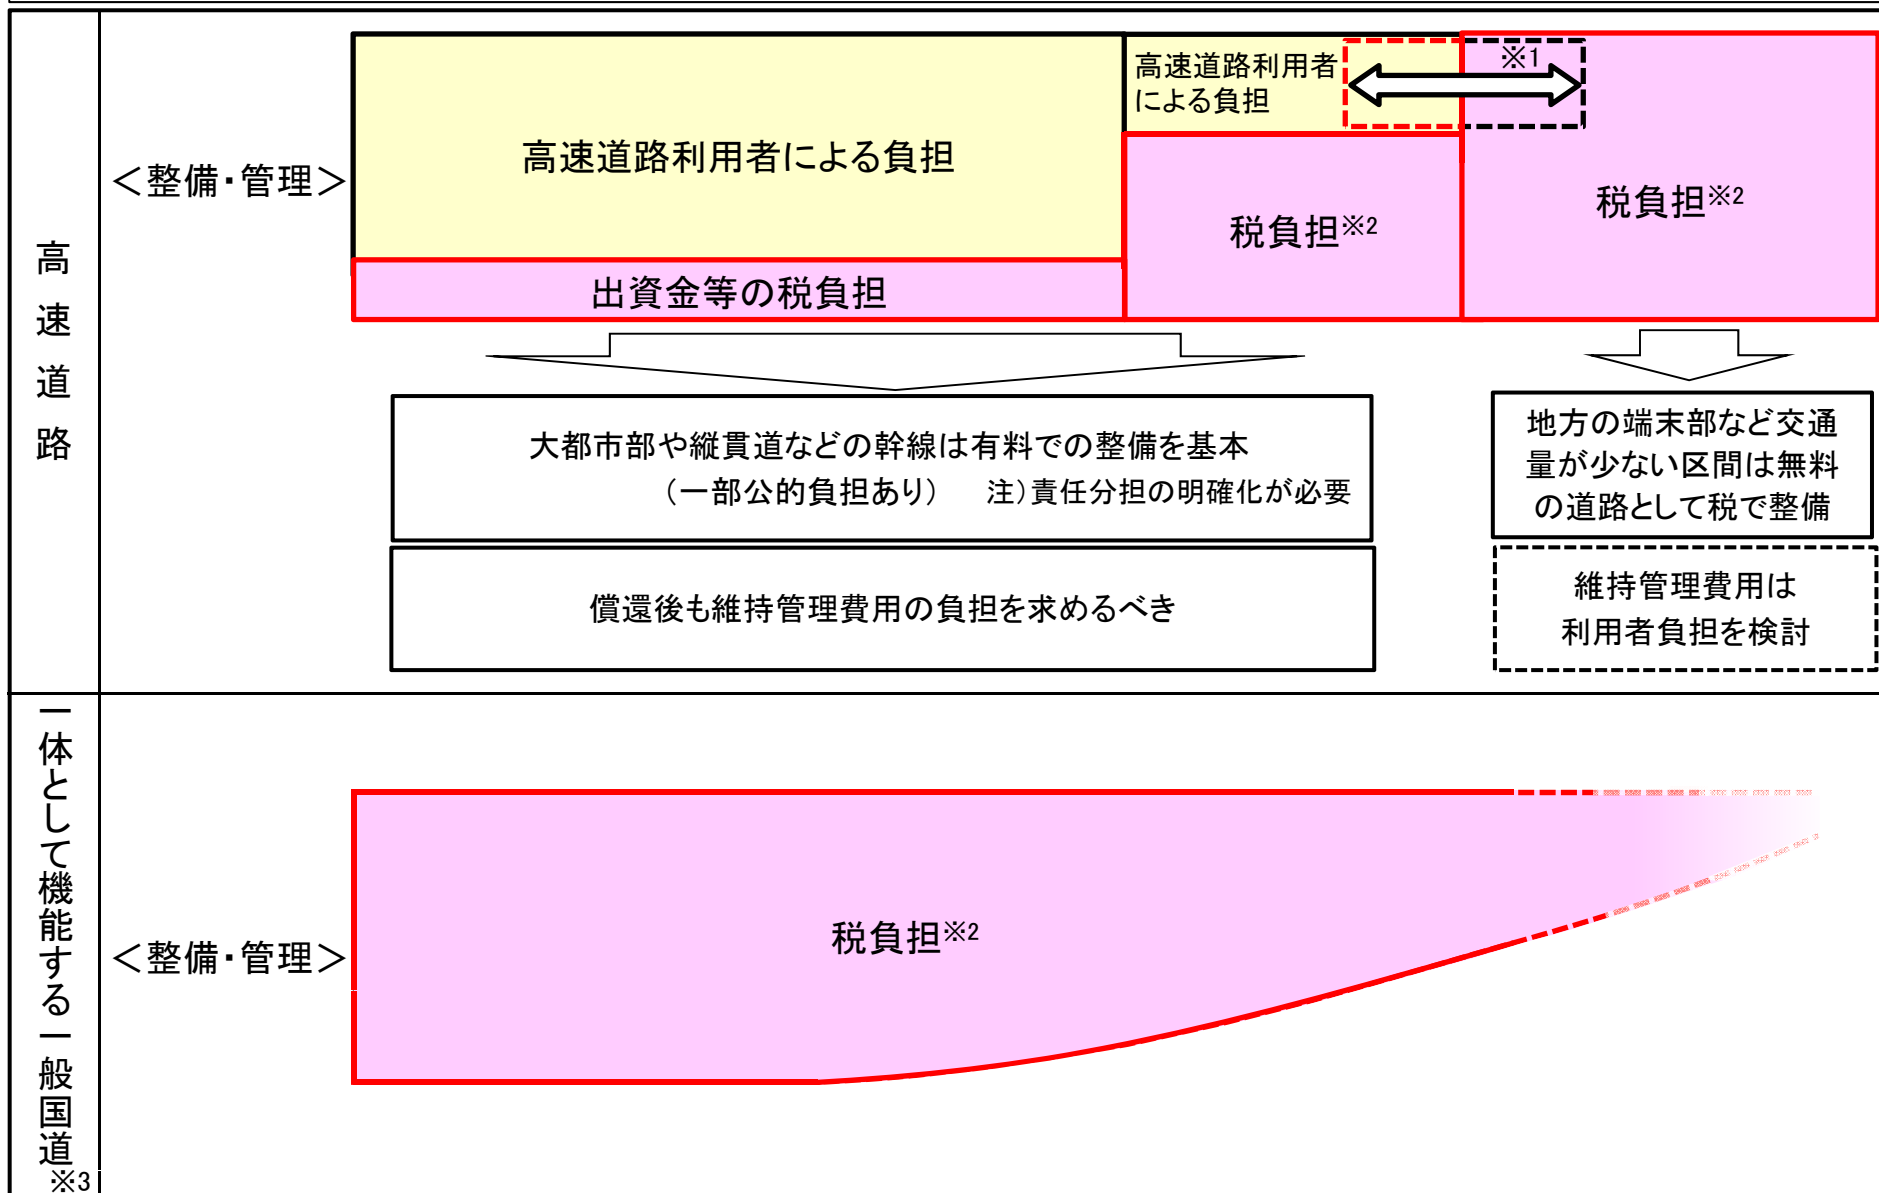 高速道路
＜整備・管理＞
高速道路利用者による負担
出資金等の税負担
高速道路利用者
による負担
※1
税負担※2
税負担※2
大都市部や縦貫道などの幹線は有料での整備を基本
（一部公的負担あり）　注）責任分担の明確化が必要
償還後も維持管理費用の負担を求めるべき
地方の端末部など交通
量が少ない区間は無料
の道路として税で整備
維持管理費用は
利用者負担を検討
一体として機能する一般国道
※3
＜整備・管理＞
税負担※2